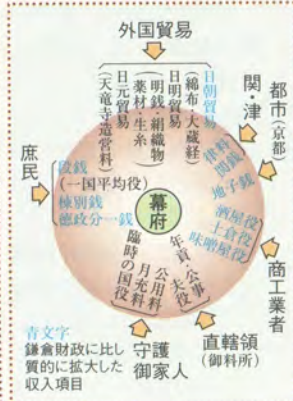 外国貿易
日朝貿易
(綿布・大蔵経)
日明貿易
(明銭・絹織物
薬材・生糸)
日元貿易
(天竜寺造営料)
関・津
都市
(京都)
商工業者
津料
関銭
地子銭
酒屋役
土倉役
味噌屋役
庶民
段銭
(一国平均役)
棟別銭
徳政分一銭
幕府
年貢・公事
夫役
公用料
月充料
臨時の国役
直轄領
(御料所)
守護
御家人
青文字
鎌倉財政に比し
質的に拡大した
収入項目